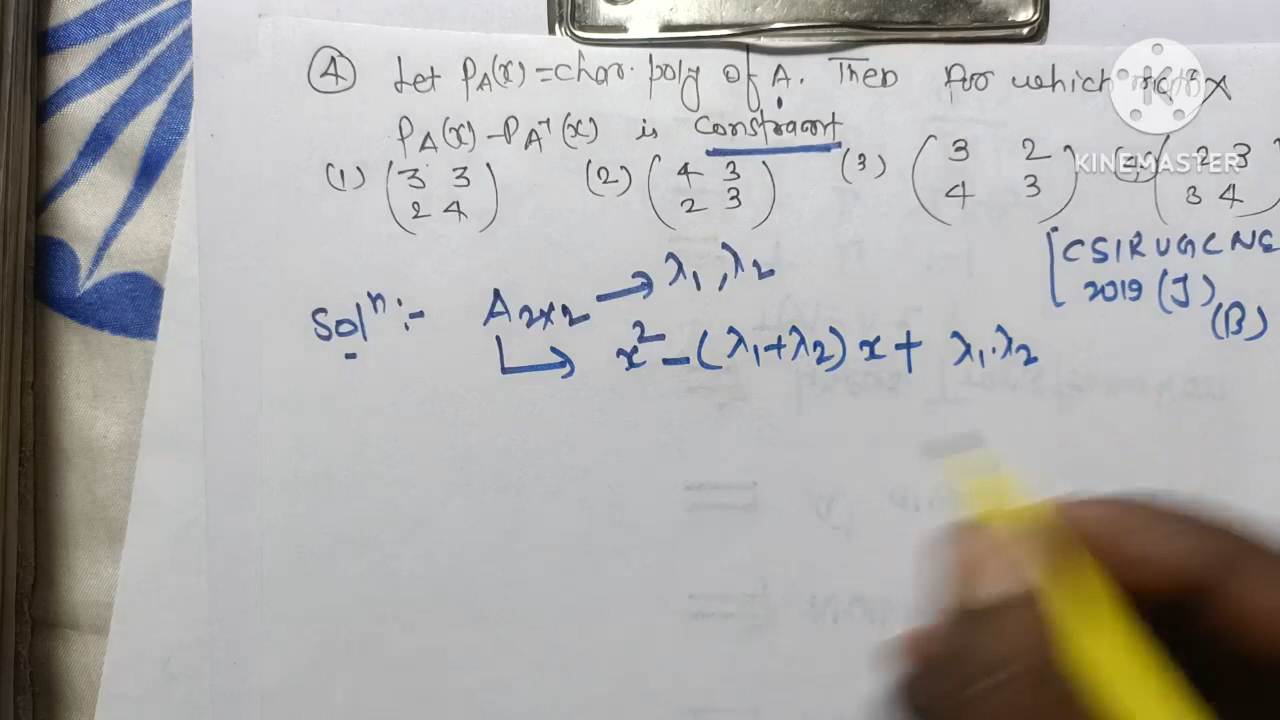 4 Let PA(x) = char. poly of A. Then for which
PA(x) - PA⁻¹(x) is constraant
(1) (3 3 (2) (4 3 (3) (3 2 (2 3
2 4) 2 3) 4 3) 3 4)
[CSIR UGC NE
2019 (J)
(B)
Solⁿ :- A2×2 → λ1, λ2
↳ x² - (λ1+λ2) x + λ1.λ2
KINEMASTER